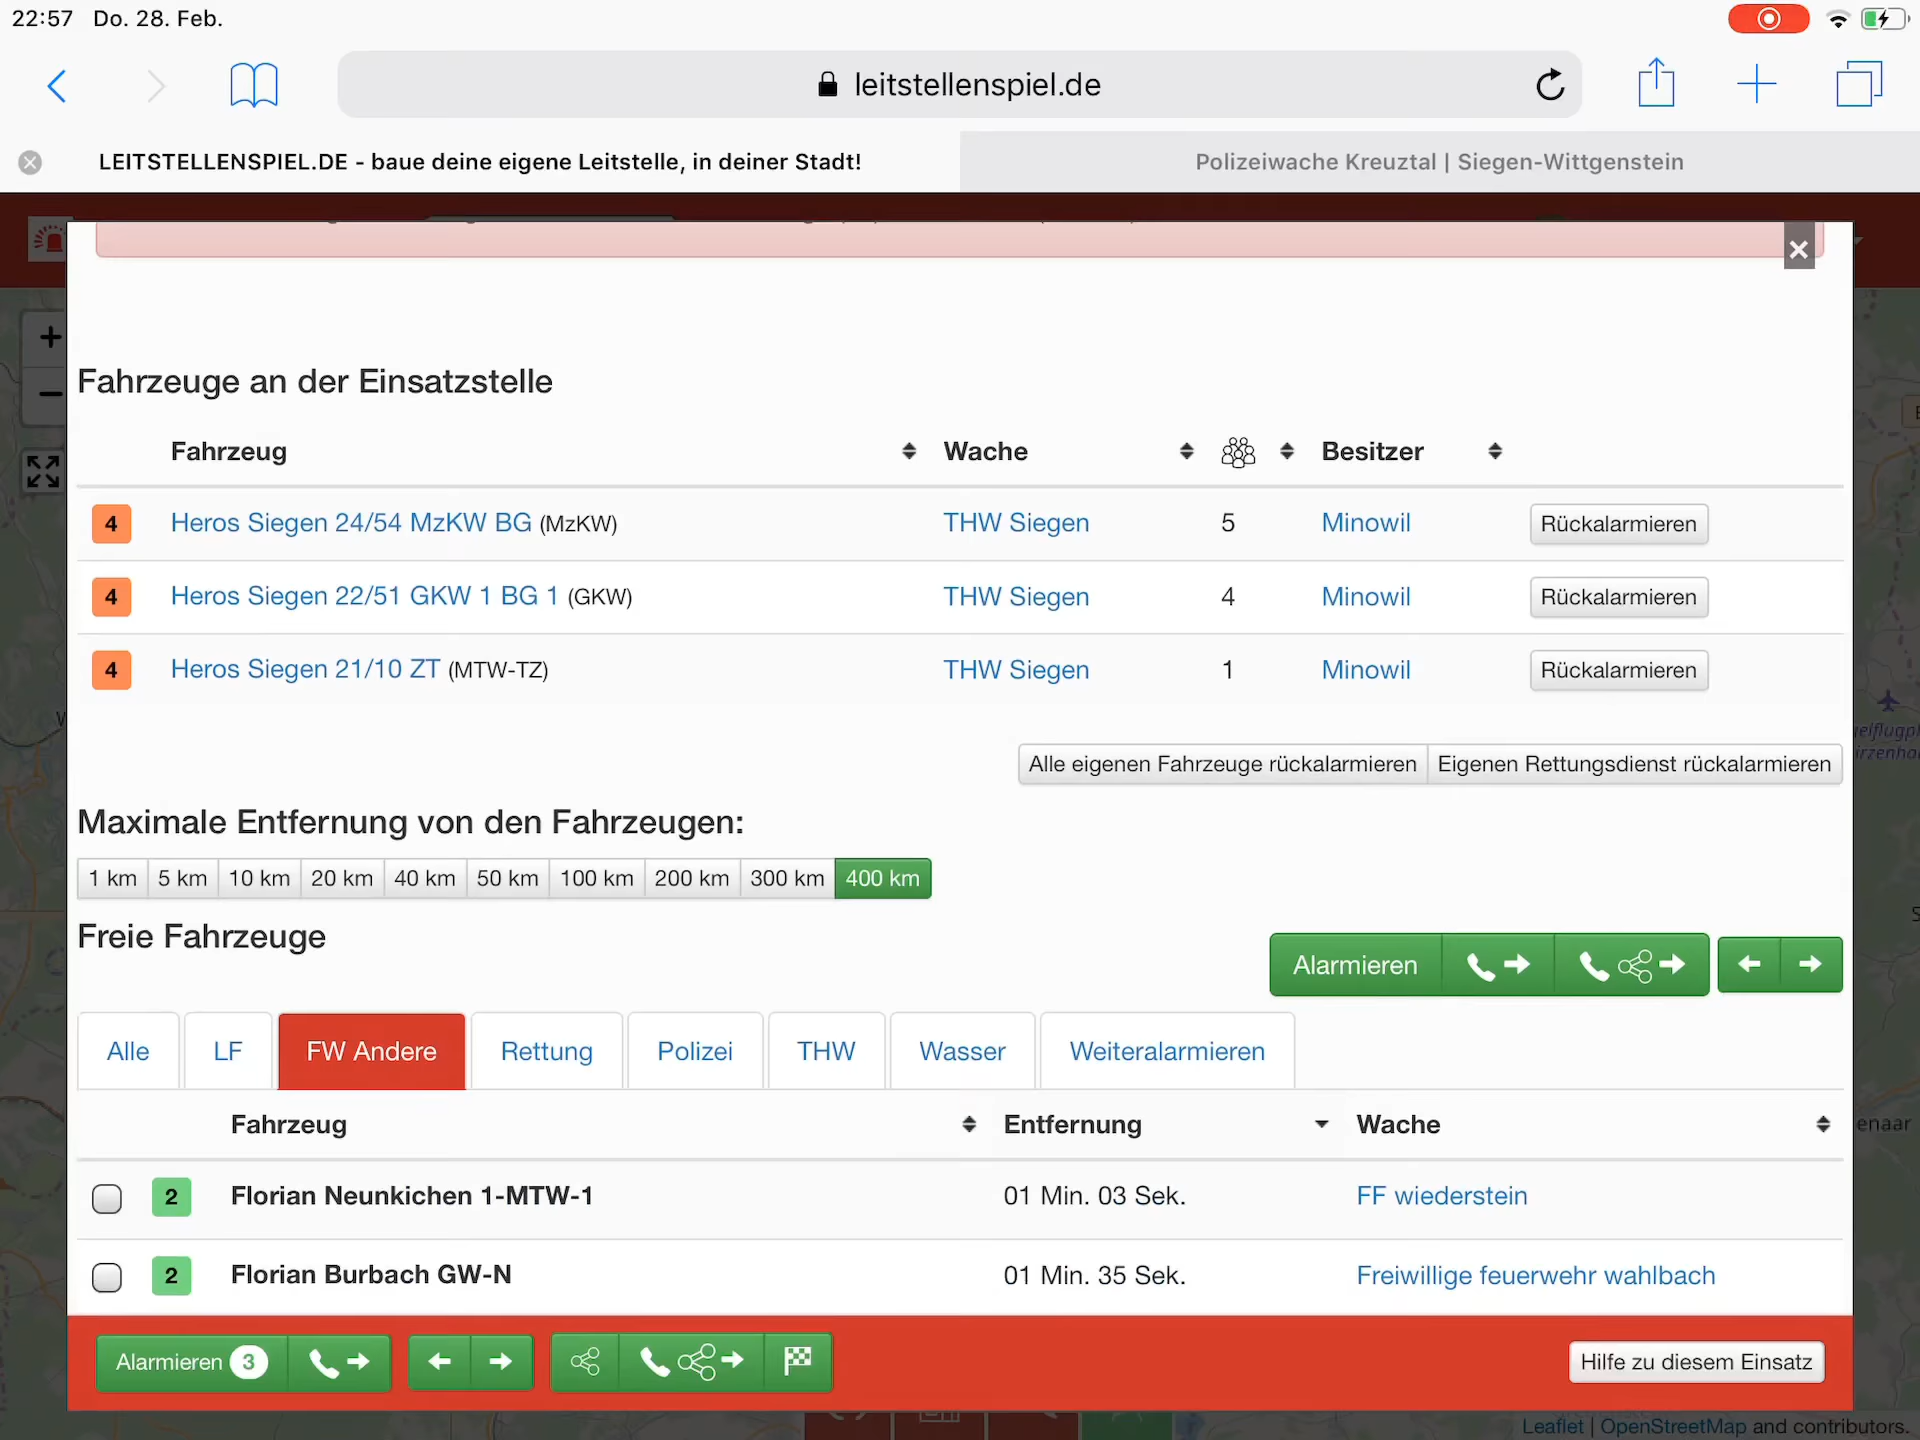 22:57 Do. 28. Feb.
leitstellenspiel.de
LEITSTELLENSPIEL.DE - baue deine eigene Leitstelle, in deiner Stadt!
Polizeiwache Kreuztal | Siegen-Wittgenstein
Fahrzeuge an der Einsatzstelle
Fahrzeug Wache Besitzer
4 Heros Siegen 24/54 MzKW BG (MzKW) THW Siegen 5 Minowil Rückalarmieren
4 Heros Siegen 22/51 GKW 1 BG 1 (GKW) THW Siegen 4 Minowil Rückalarmieren
4 Heros Siegen 21/10 ZT (MTW-TZ) THW Siegen 1 Minowil Rückalarmieren
Alle eigenen Fahrzeuge rückalarmieren Eigenen Rettungsdienst rückalarmieren
Maximale Entfernung von den Fahrzeugen:
1 km 5 km 10 km 20 km 40 km 50 km 100 km 200 km 300 km 400 km
Freie Fahrzeuge
Alarmieren
Alle LF FW Andere Rettung Polizei THW Wasser Weiteralarmieren
Fahrzeug Entfernung Wache
2 Florian Neunkichen 1-MTW-1 01 Min. 03 Sek. FF wiederstein
2 Florian Burbach GW-N 01 Min. 35 Sek. Freiwillige feuerwehr wahlbach
Alarmieren 3 Hilfe zu diesem Einsatz
Leaflet | OpenStreetMap and contributors.